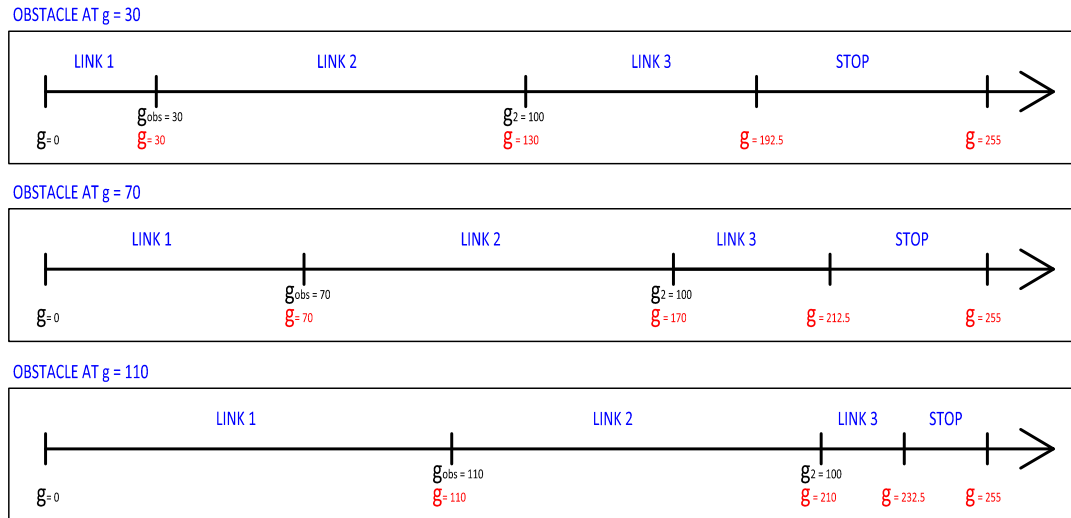 OBSTACLE AT g = 30
LINK 1 LINK 2 LINK 3 STOP
gobs = 30 g2 = 100
g= 0 g= 30 g = 130 g = 192.5 g = 255
OBSTACLE AT g = 70
LINK 1 LINK 2 LINK 3 STOP
gobs = 70 g2 = 100
g= 0 g= 70 g = 170 g = 212.5 g = 255
OBSTACLE AT g = 110
LINK 1 LINK 2 LINK 3 STOP
gobs = 110 g2 = 100
g= 0 g= 110 g = 210 g = 232.5 g = 255